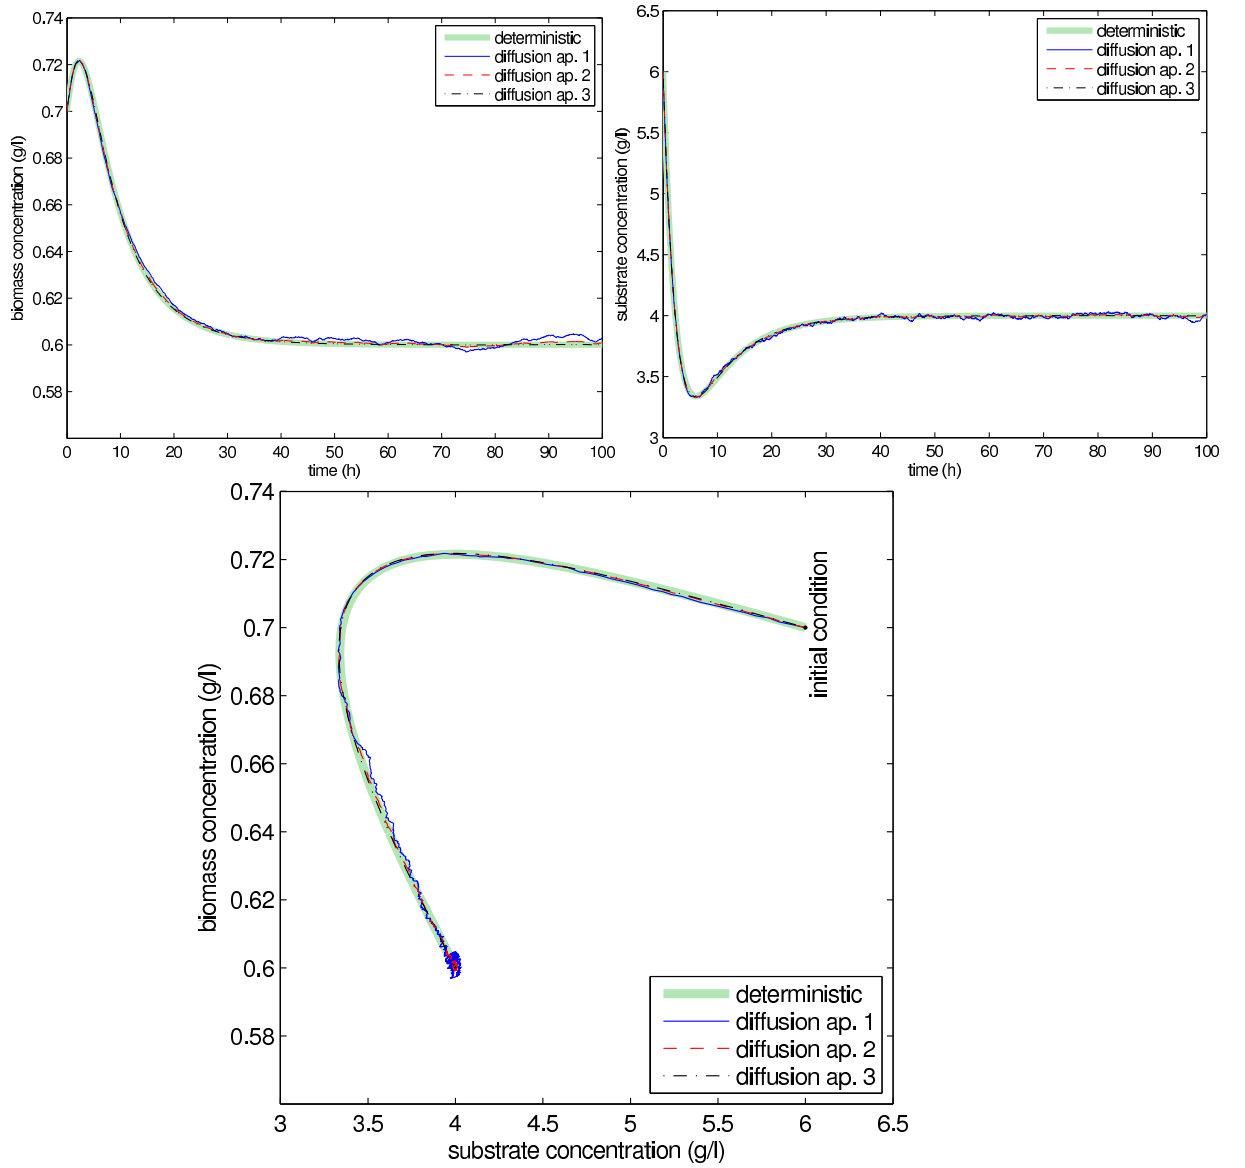 0.74
0.72
0.7
0.68
0.66
0.64
0.62
0.6
0.58
biomass concentration (g/l)
0 10 20 30 40 50 60 70 80 90 100
time (h)
deterministic
diffusion ap. 1
diffusion ap. 2
diffusion ap. 3
6.5
6
5.5
5
4.5
4
3.5
3
substrate concentration (g/l)
0 10 20 30 40 50 60 70 80 90 100
time (h)
deterministic
diffusion ap. 1
diffusion ap. 2
diffusion ap. 3
0.74
0.72
0.7
0.68
0.66
0.64
0.62
0.6
0.58
biomass concentration (g/l)
initial condition
deterministic
diffusion ap. 1
diffusion ap. 2
diffusion ap. 3
3 3.5 4 4.5 5 5.5 6 6.5
substrate concentration (g/l)